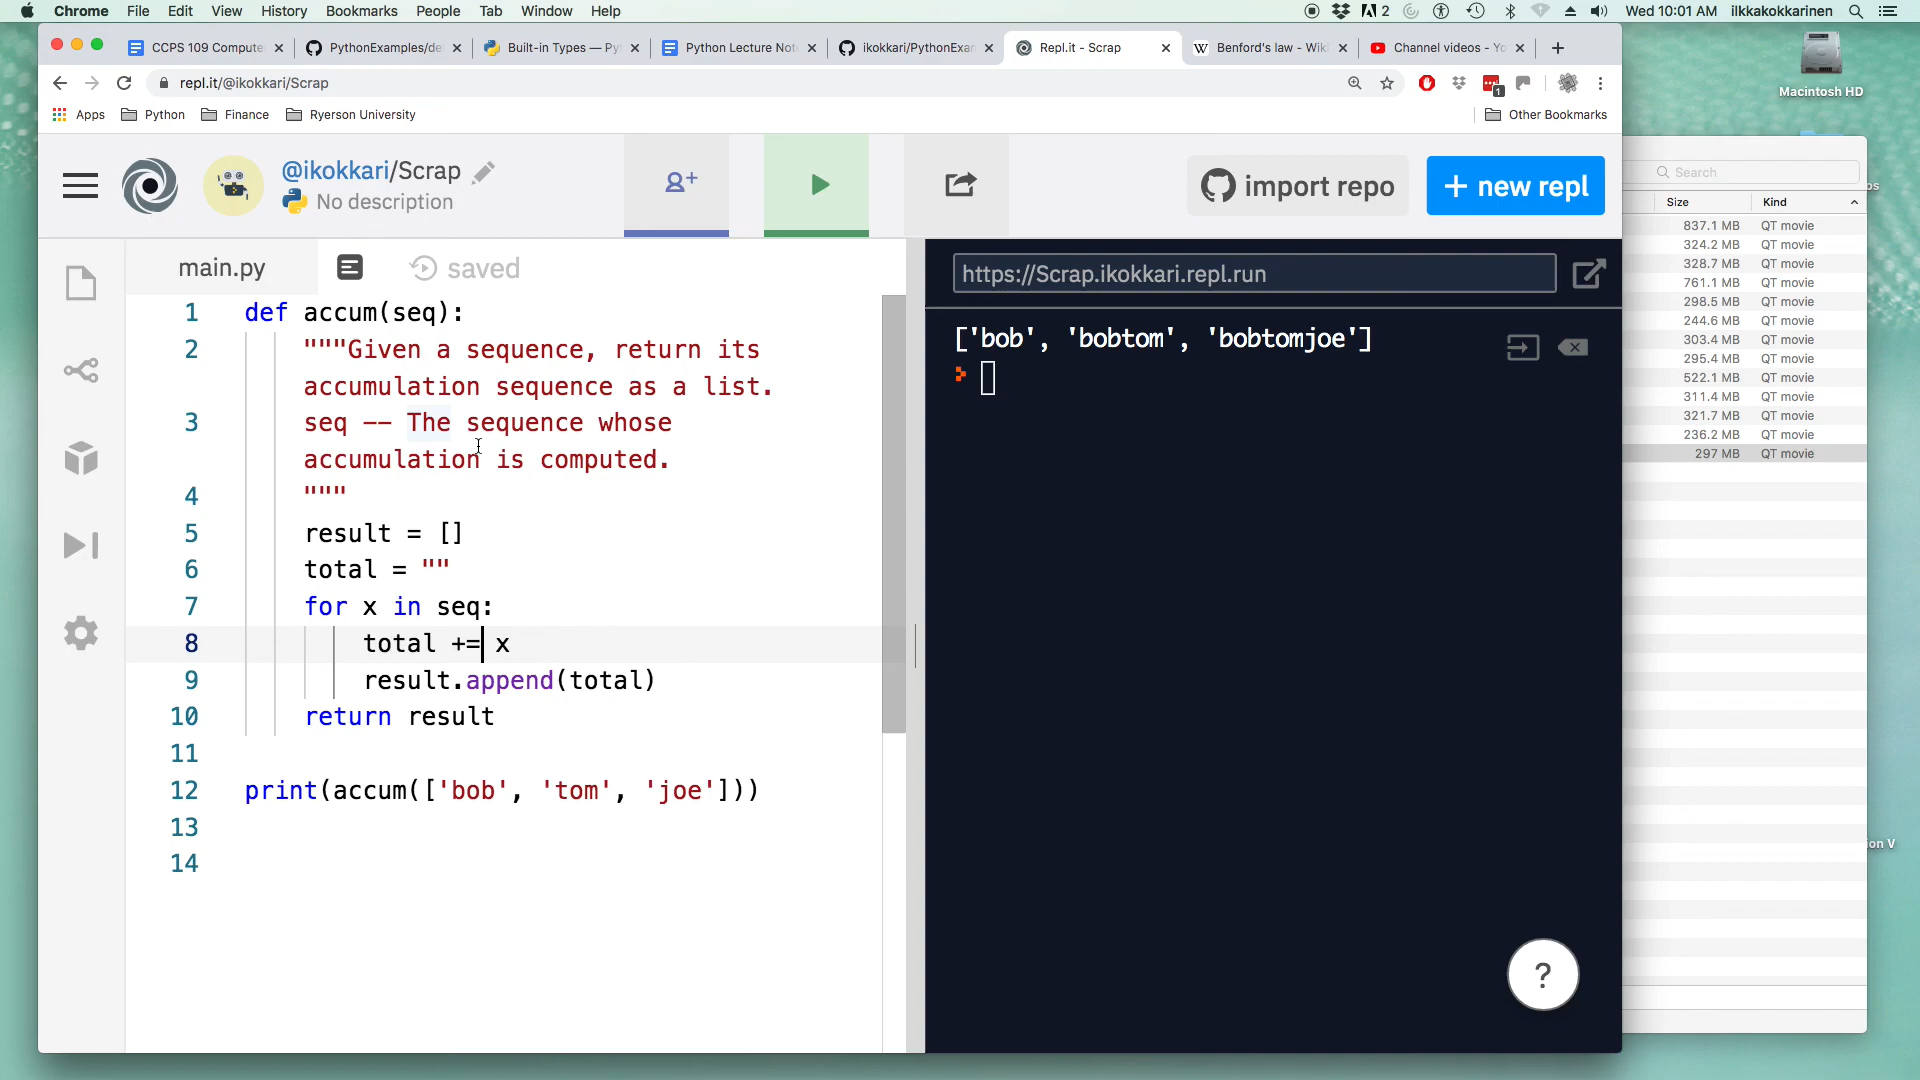 Chrome File Edit View History Bookmarks People Tab Window Help 2 Wed 10:01 AM ilkkakokkarinen
CCPS 109 Compute PythonExamples/de Built-in Types — Py Python Lecture Not ikokkari/PythonExan Repl.it - Scrap Benford's law - Wiki Channel videos - Yo
repl.it/@ikokkari/Scrap 1
Apps Python Finance Ryerson University Other Bookmarks
Macintosh HD
@ikokkari/Scrap
No description
import repo + new repl
Search
Size Kind
837.1 MB QT movie
324.2 MB QT movie
328.7 MB QT movie
761.1 MB QT movie
298.5 MB QT movie
244.6 MB QT movie
303.4 MB QT movie
295.4 MB QT movie
522.1 MB QT movie
311.4 MB QT movie
321.7 MB QT movie
236.2 MB QT movie
297 MB QT movie
main.py saved
1 def accum(seq):
2 """Given a sequence, return its
accumulation sequence as a list.
3 seq -- The sequence whose
accumulation is computed.
4 """
5 result = []
6 total = ""
7 for x in seq:
8 total += x
9 result.append(total)
10 return result
11
12 print(accum(['bob', 'tom', 'joe']))
13
14
https://Scrap.ikokkari.repl.run
['bob', 'bobtom', 'bobtomjoe']
?
ion V